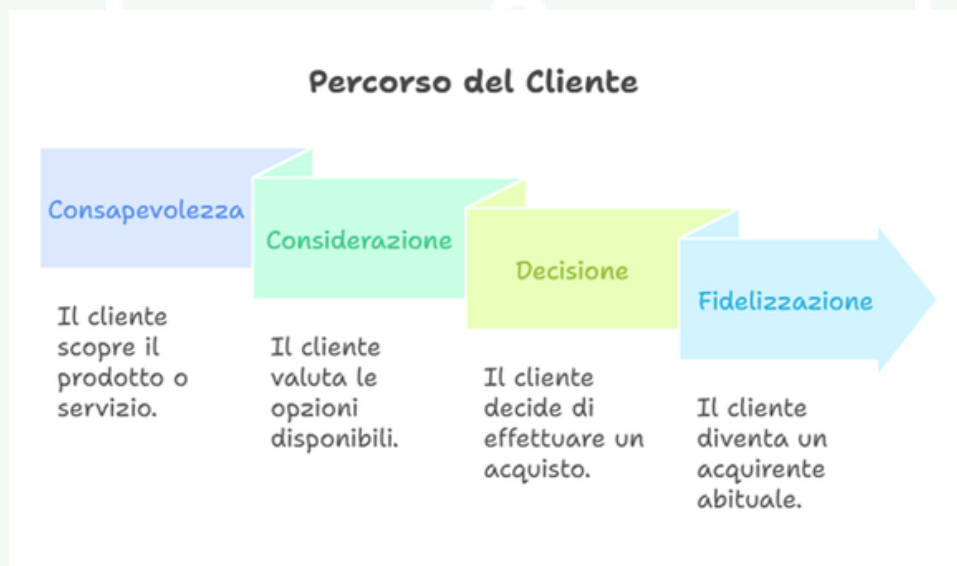 Percorso del Cliente
Consapevolezza
Il cliente
scopre il
prodotto o
servizio.
Considerazione
Il cliente
valuta le
opzioni
disponibili.
Decisione
Il cliente
decide di
effettuare un
acquisto.
Fidelizzazione
Il cliente
diventa un
acquirente
abituale.